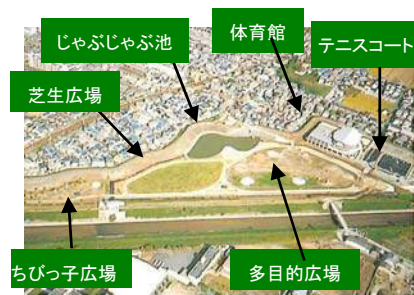 じゃぶじゃぶ池
体育館
テニスコート
芝生広場
ちびっ子広場
多目的広場